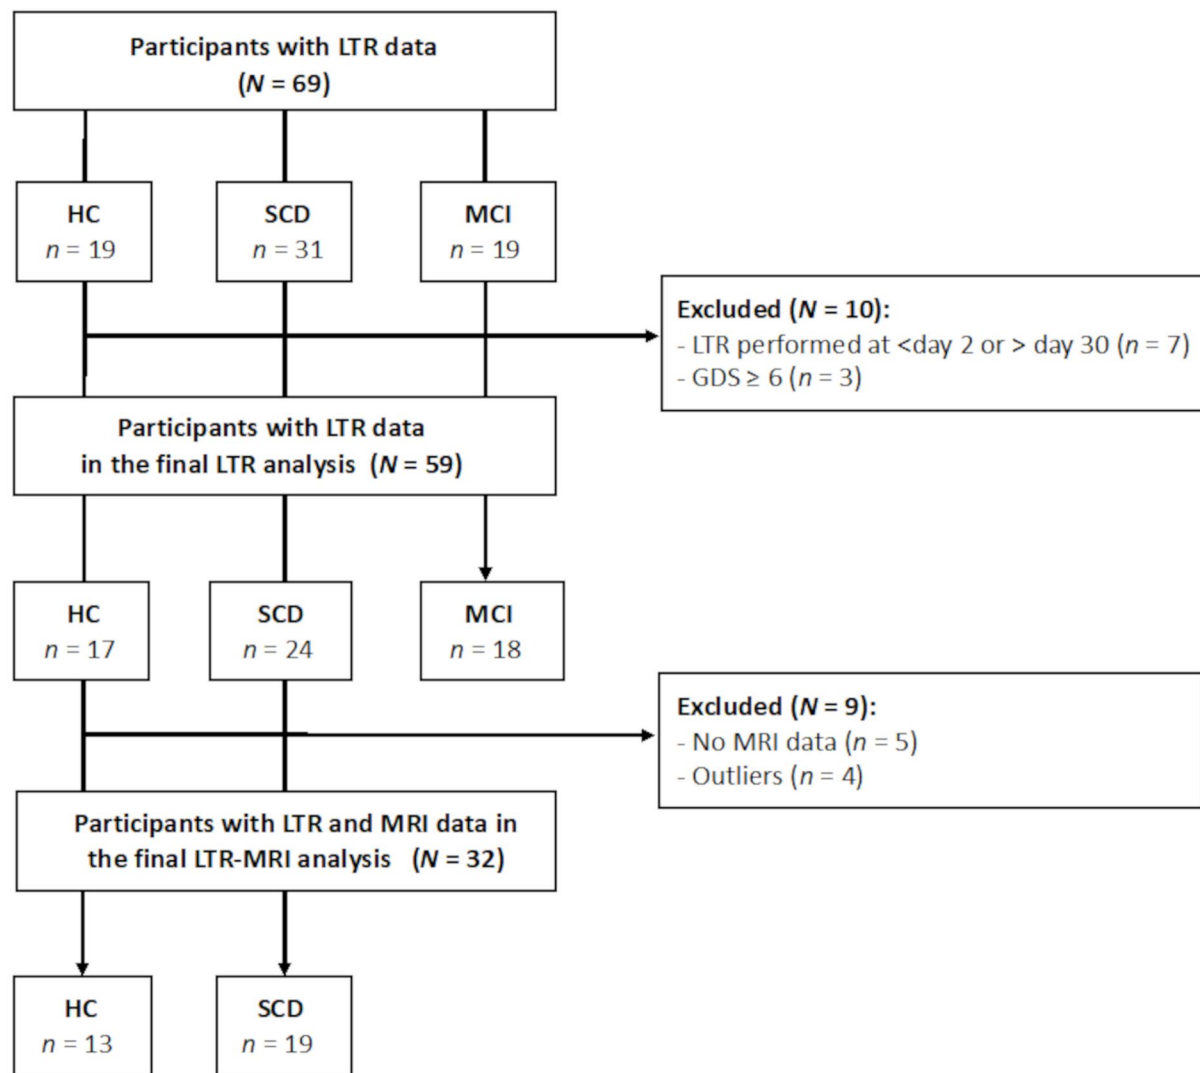 Participants with LTR data
(N = 69)
HC
n = 19
SCD
n = 31
MCI
n = 19
Excluded (N = 10):
- LTR performed at <day 2 or > day 30 (n = 7)
- GDS ≥ 6 (n = 3)
Participants with LTR data
in the final LTR analysis (N = 59)
HC
n = 17
SCD
n = 24
MCI
n = 18
Excluded (N = 9):
- No MRI data (n = 5)
- Outliers (n = 4)
Participants with LTR and MRI data in
the final LTR-MRI analysis (N = 32)
HC
n = 13
SCD
n = 19